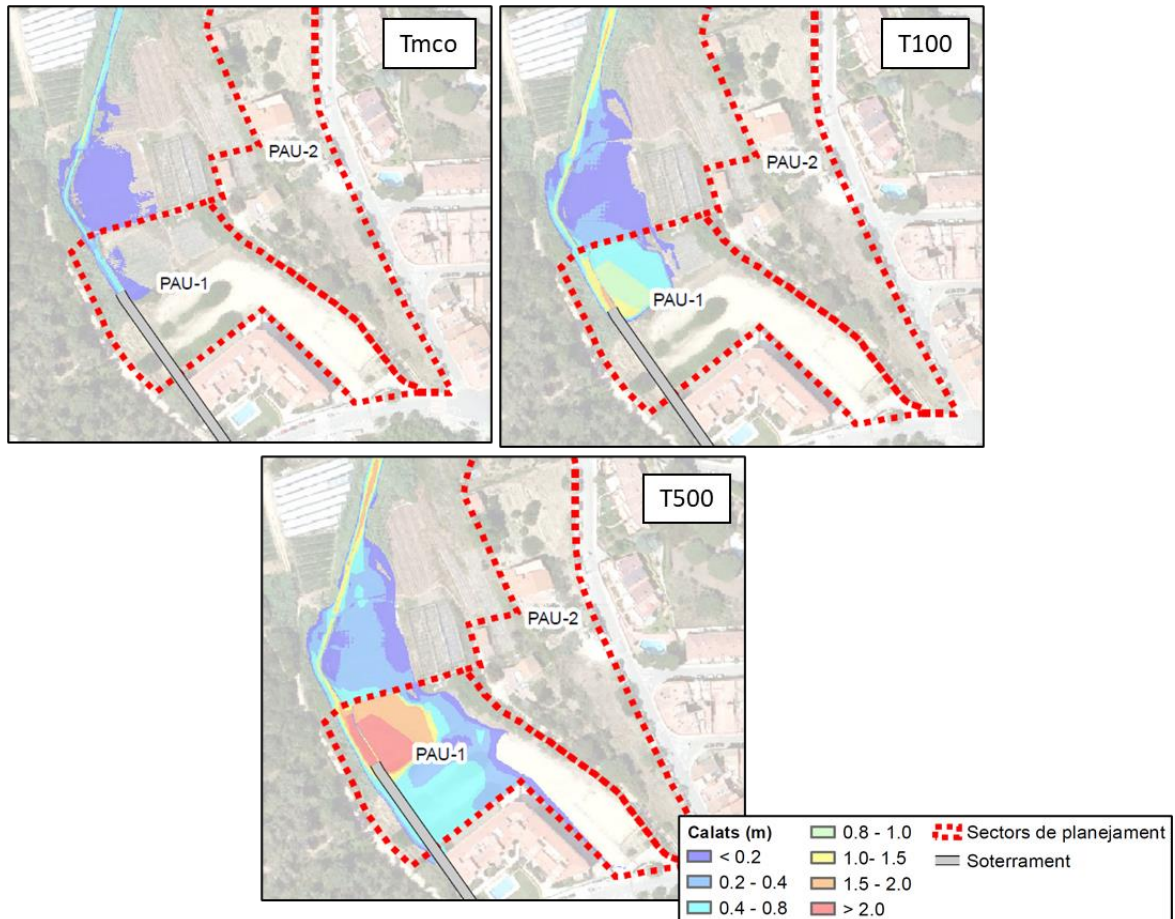 Tmco
PAU-2
PAU-1
T100
PAU-2
PAU-1
T500
PAU-2
PAU-1
Calats (m)
< 0.2
0.2 - 0.4
0.4 - 0.8
0.8 - 1.0
1.0- 1.5
1.5 - 2.0
> 2.0
Sectors de planejament
Soterrament